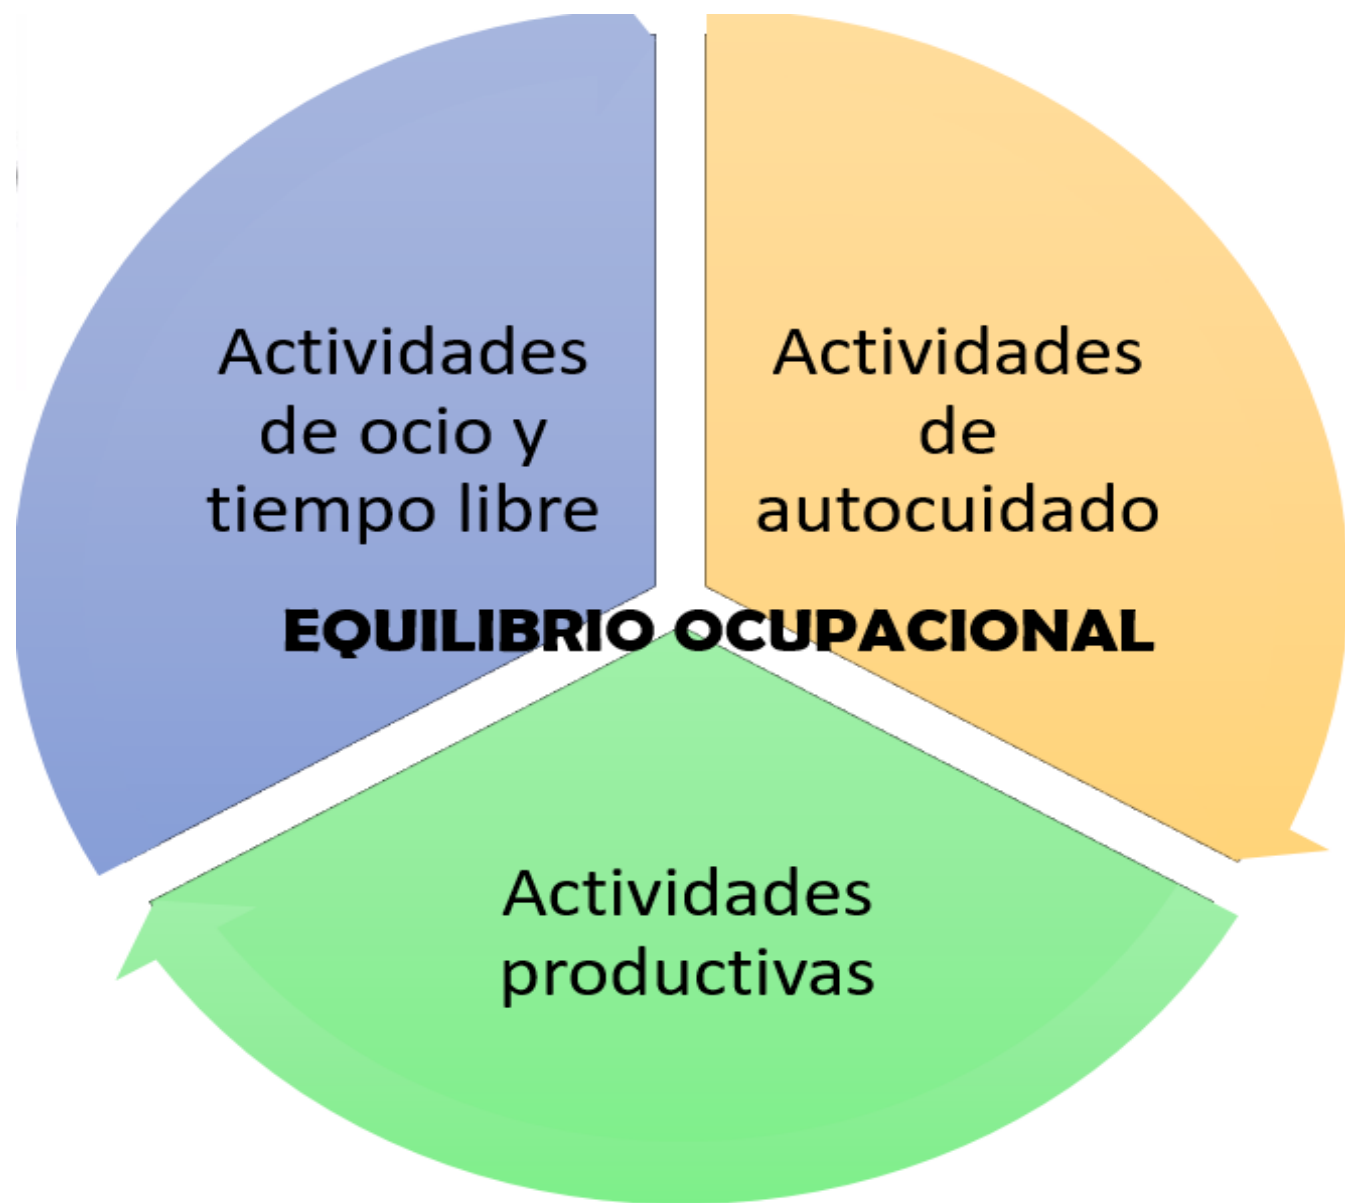 Actividades
de ocio y
tiempo libre
Actividades
de
autocuidado
EQUILIBRIO OCUPACIONAL
Actividades
productivas